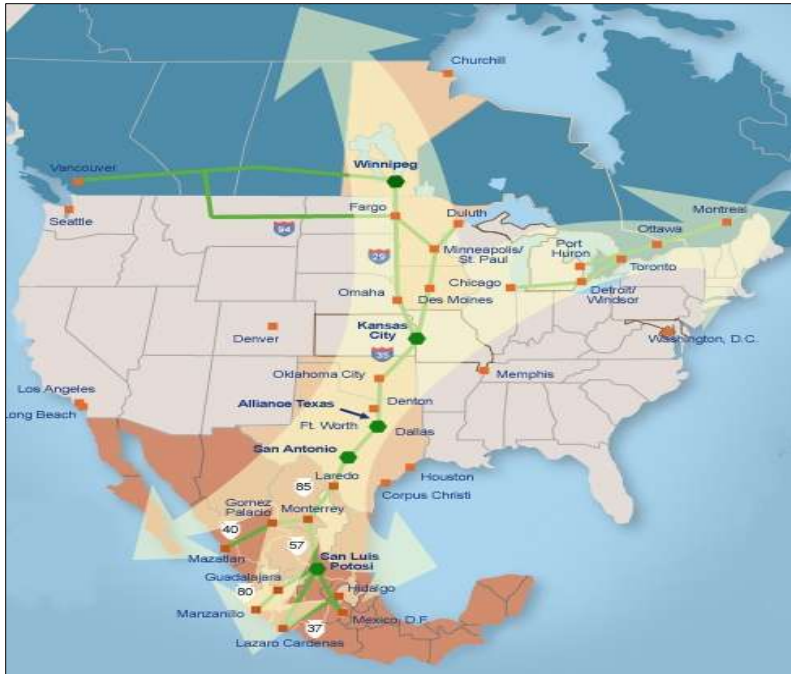 Churchill
Vancouver
Winnipeg
Seattle
Fargo
Duluth
Montreal
Ottawa
94
Port
Huron
Minneapolis/
St. Paul
29
Toronto
Chicago
Omaha
Des Moines
Detroit/
Windsor
Kansas
City
Denver
Washington, D.C.
35
Oklahoma City
Memphis
Los Angeles
Long Beach
Alliance Texas
Denton
Ft. Worth
Dallas
San Antonio
Houston
Laredo
85
Corpus Christi
Gomez
Palacio
Monterrey
40
57
Mazatlan
San Luis
Potosi
Guadalajara
80
Hidalgo
Manzanillo
Mexico, D.F.
37
Lazaro Cardenas